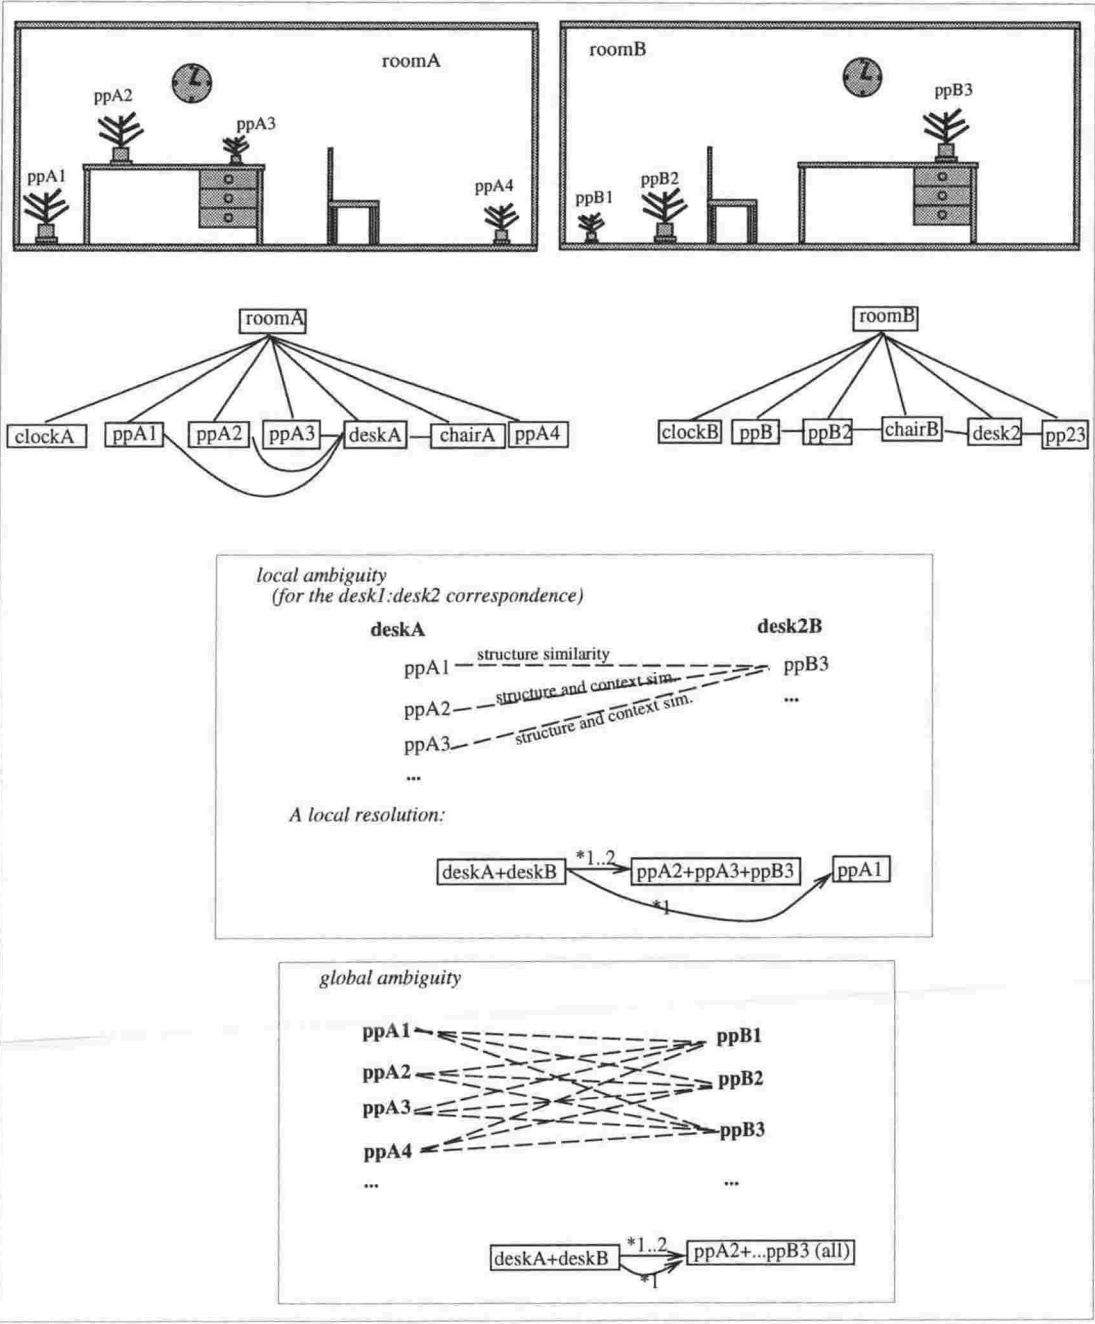 roomA
ppA2
ppA3
ppA1
ppA4
roomB
ppB3
ppB2
ppB1
roomA
clockA ppA1 ppA2 ppA3 deskA chairA ppA4
roomB
clockB ppB ppB2 chairB desk2 pp23
local ambiguity
(for the desk1:desk2 correspondence)
deskA desk2B
ppA1 structure similarity ppB3
ppA2 structure and context sim. ...
ppA3 structure and context sim.
...
A local resolution:
deskA+deskB *1..2 ppA2+ppA3+ppB3 ppA1
*1
global ambiguity
ppA1 ppB1
ppA2 ppB2
ppA3
ppB3
ppA4
... ...
deskA+deskB *1..2 ppA2+...ppB3 (all)
*1